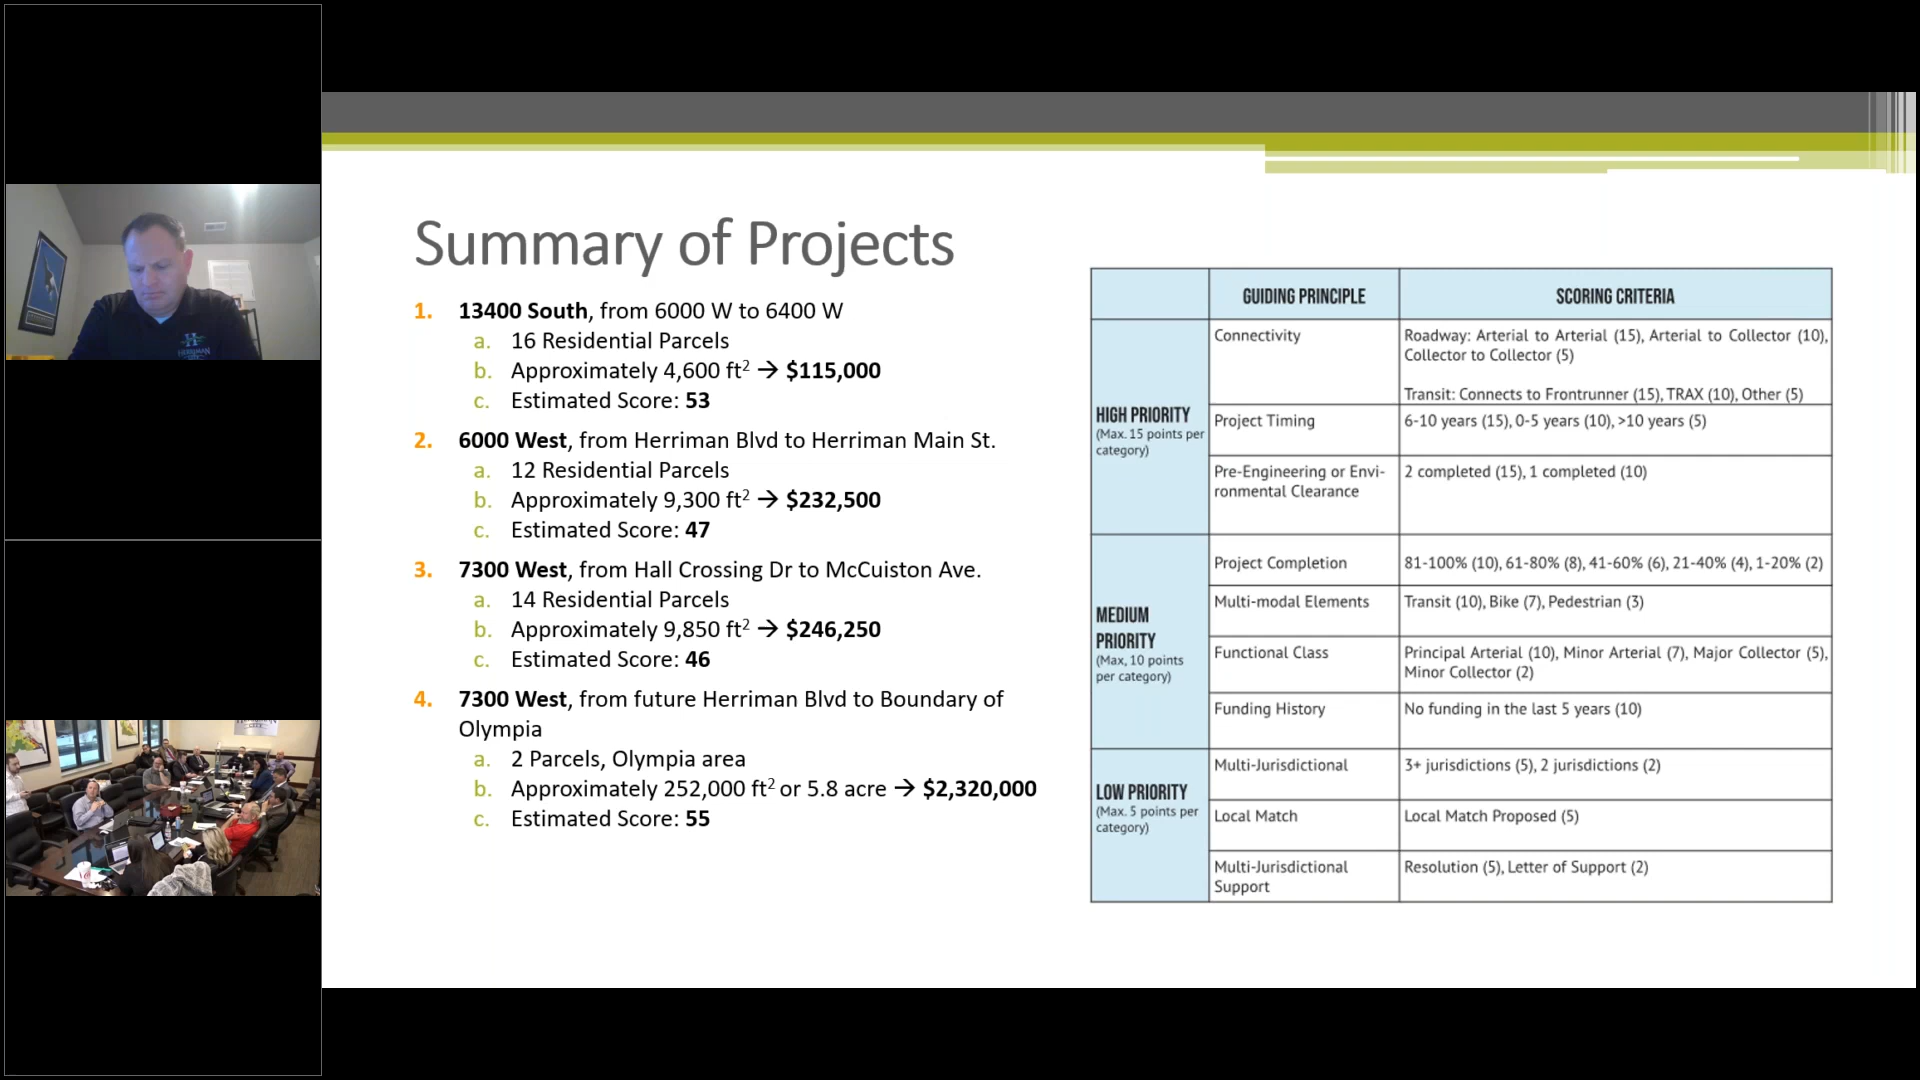 Summary of Projects
1. 13400 South, from 6000 W to 6400 W
a. 16 Residential Parcels
b. Approximately 4,600 ft² → $115,000
c. Estimated Score: 53
2. 6000 West, from Herriman Blvd to Herriman Main St.
a. 12 Residential Parcels
b. Approximately 9,300 ft² → $232,500
c. Estimated Score: 47
3. 7300 West, from Hall Crossing Dr to McCuiston Ave.
a. 14 Residential Parcels
b. Approximately 9,850 ft² → $246,250
c. Estimated Score: 46
4. 7300 West, from future Herriman Blvd to Boundary of
Olympia
a. 2 Parcels, Olympia area
b. Approximately 252,000 ft² or 5.8 acre → $2,320,000
c. Estimated Score: 55
GUIDING PRINCIPLE
SCORING CRITERIA
HIGH PRIORITY
(Max. 15 points per
category)
Connectivity
Roadway: Arterial to Arterial (15), Arterial to Collector (10),
Collector to Collector (5)
Transit: Connects to Frontrunner (15), TRAX (10), Other (5)
Project Timing
6-10 years (15), 0-5 years (10), >10 years (5)
Pre-Engineering or Envi-
ronmental Clearance
2 completed (15), 1 completed (10)
MEDIUM
PRIORITY
(Max, 10 points
per category)
Project Completion
81-100% (10), 61-80% (8), 41-60% (6), 21-40% (4), 1-20% (2)
Multi-modal Elements
Transit (10), Bike (7), Pedestrian (3)
Functional Class
Principal Arterial (10), Minor Arterial (7), Major Collector (5),
Minor Collector (2)
Funding History
No funding in the last 5 years (10)
LOW PRIORITY
(Max. 5 points per
category)
Multi-Jurisdictional
3+ jurisdictions (5), 2 jurisdictions (2)
Local Match
Local Match Proposed (5)
Multi-Jurisdictional
Support
Resolution (5), Letter of Support (2)
H
HERRIMAN